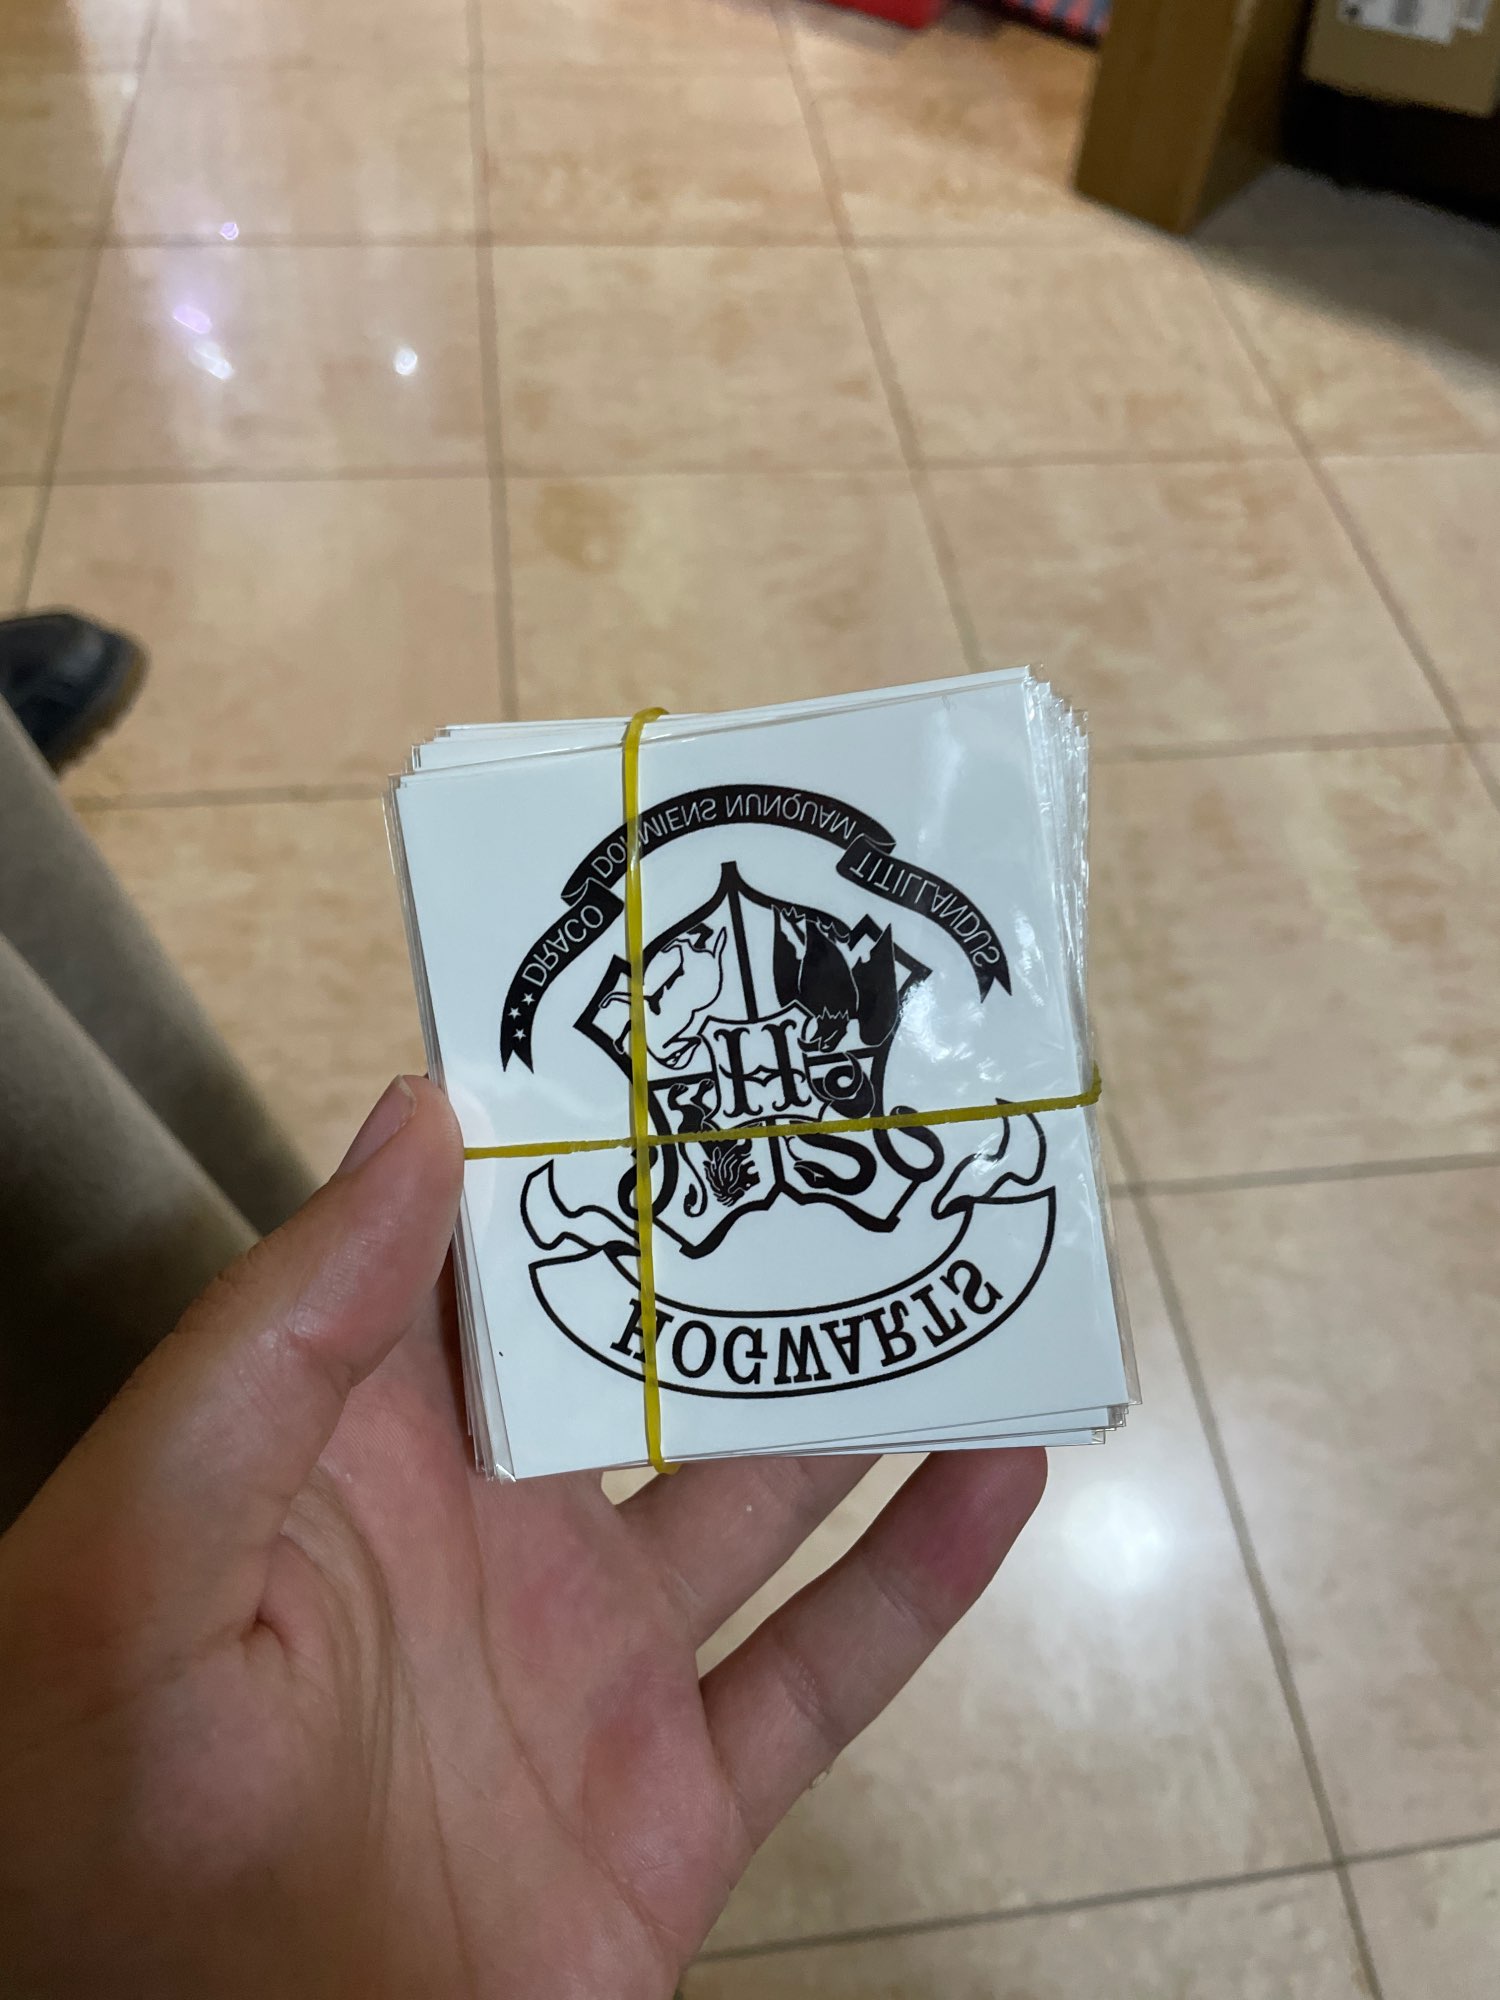 DRACO DORMIENS NUNQUAM TITILLANDUS
H
HOGWARTS